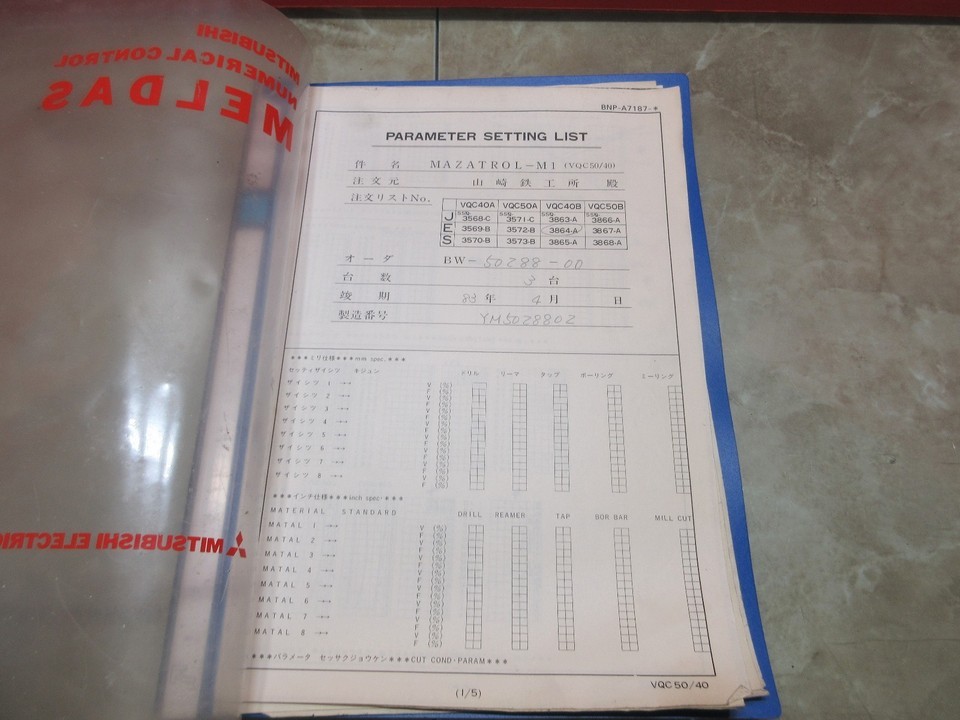 MITSUBISHI
NUMERICAL CONTROL
MELDAS
MITSUBISHI ELECTRIC
BNP-A7187-*
PARAMETER SETTING LIST
件 名 MAZATROL-M1 (VQC50/40)
注文元 山崎鉄工所 殿
注文リストNo.
VQC40A VQC50A VQC40B VQC50B
J 3568-C 3571-C 3863-A 3866-A
E 3569-B 3572-B 3864-A 3867-A
S 3570-B 3573-B 3865-A 3868-A
オーダ BW-50288-00
台 数 3 台
竣 期 83 年 4 月 日
製造番号 YM5028802
***ミリ仕様***mm spec.***
セッティザイシツ キジュン ドリル リーマ タップ ボーリング ミーリング
ザイシツ 1 →→ V (%)
F (%)
ザイシツ 2 →→ V (%)
F (%)
ザイシツ 3 →→ V (%)
F (%)
ザイシツ 4 →→ V (%)
F (%)
ザイシツ 5 →→ V (%)
F (%)
ザイシツ 6 →→ V (%)
F (%)
ザイシツ 7 →→ V (%)
F (%)
ザイシツ 8 →→ V (%)
F (%)
***インチ仕様***inch spec.***
MATERIAL STANDARD DRILL REAMER TAP BOR BAR MILL CUT
MATAL 1 →→ V (%)
F (%)
MATAL 2 →→ V (%)
F (%)
MATAL 3 →→ V (%)
F (%)
MATAL 4 →→ V (%)
F (%)
MATAL 5 →→ V (%)
F (%)
MATAL 6 →→ V (%)
F (%)
MATAL 7 →→ V (%)
F (%)
MATAL 8 →→ V (%)
F (%)
***パラメータ セッサクジョウケン***CUT COND・PARAM***
(1/5)
VQC50/40